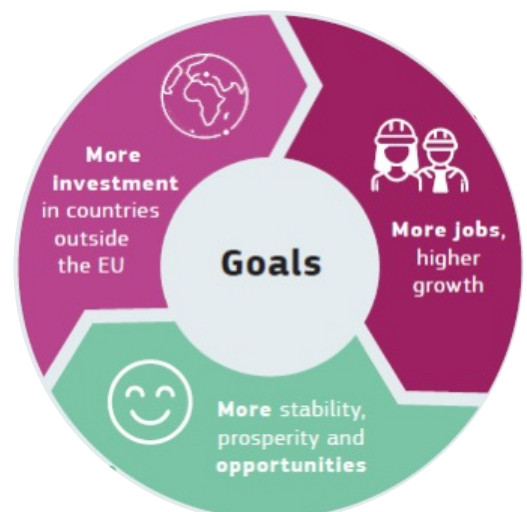 More
investment
in countries
outside
the EU
More jobs,
higher
growth
Goals
More stability,
prosperity and
opportunities